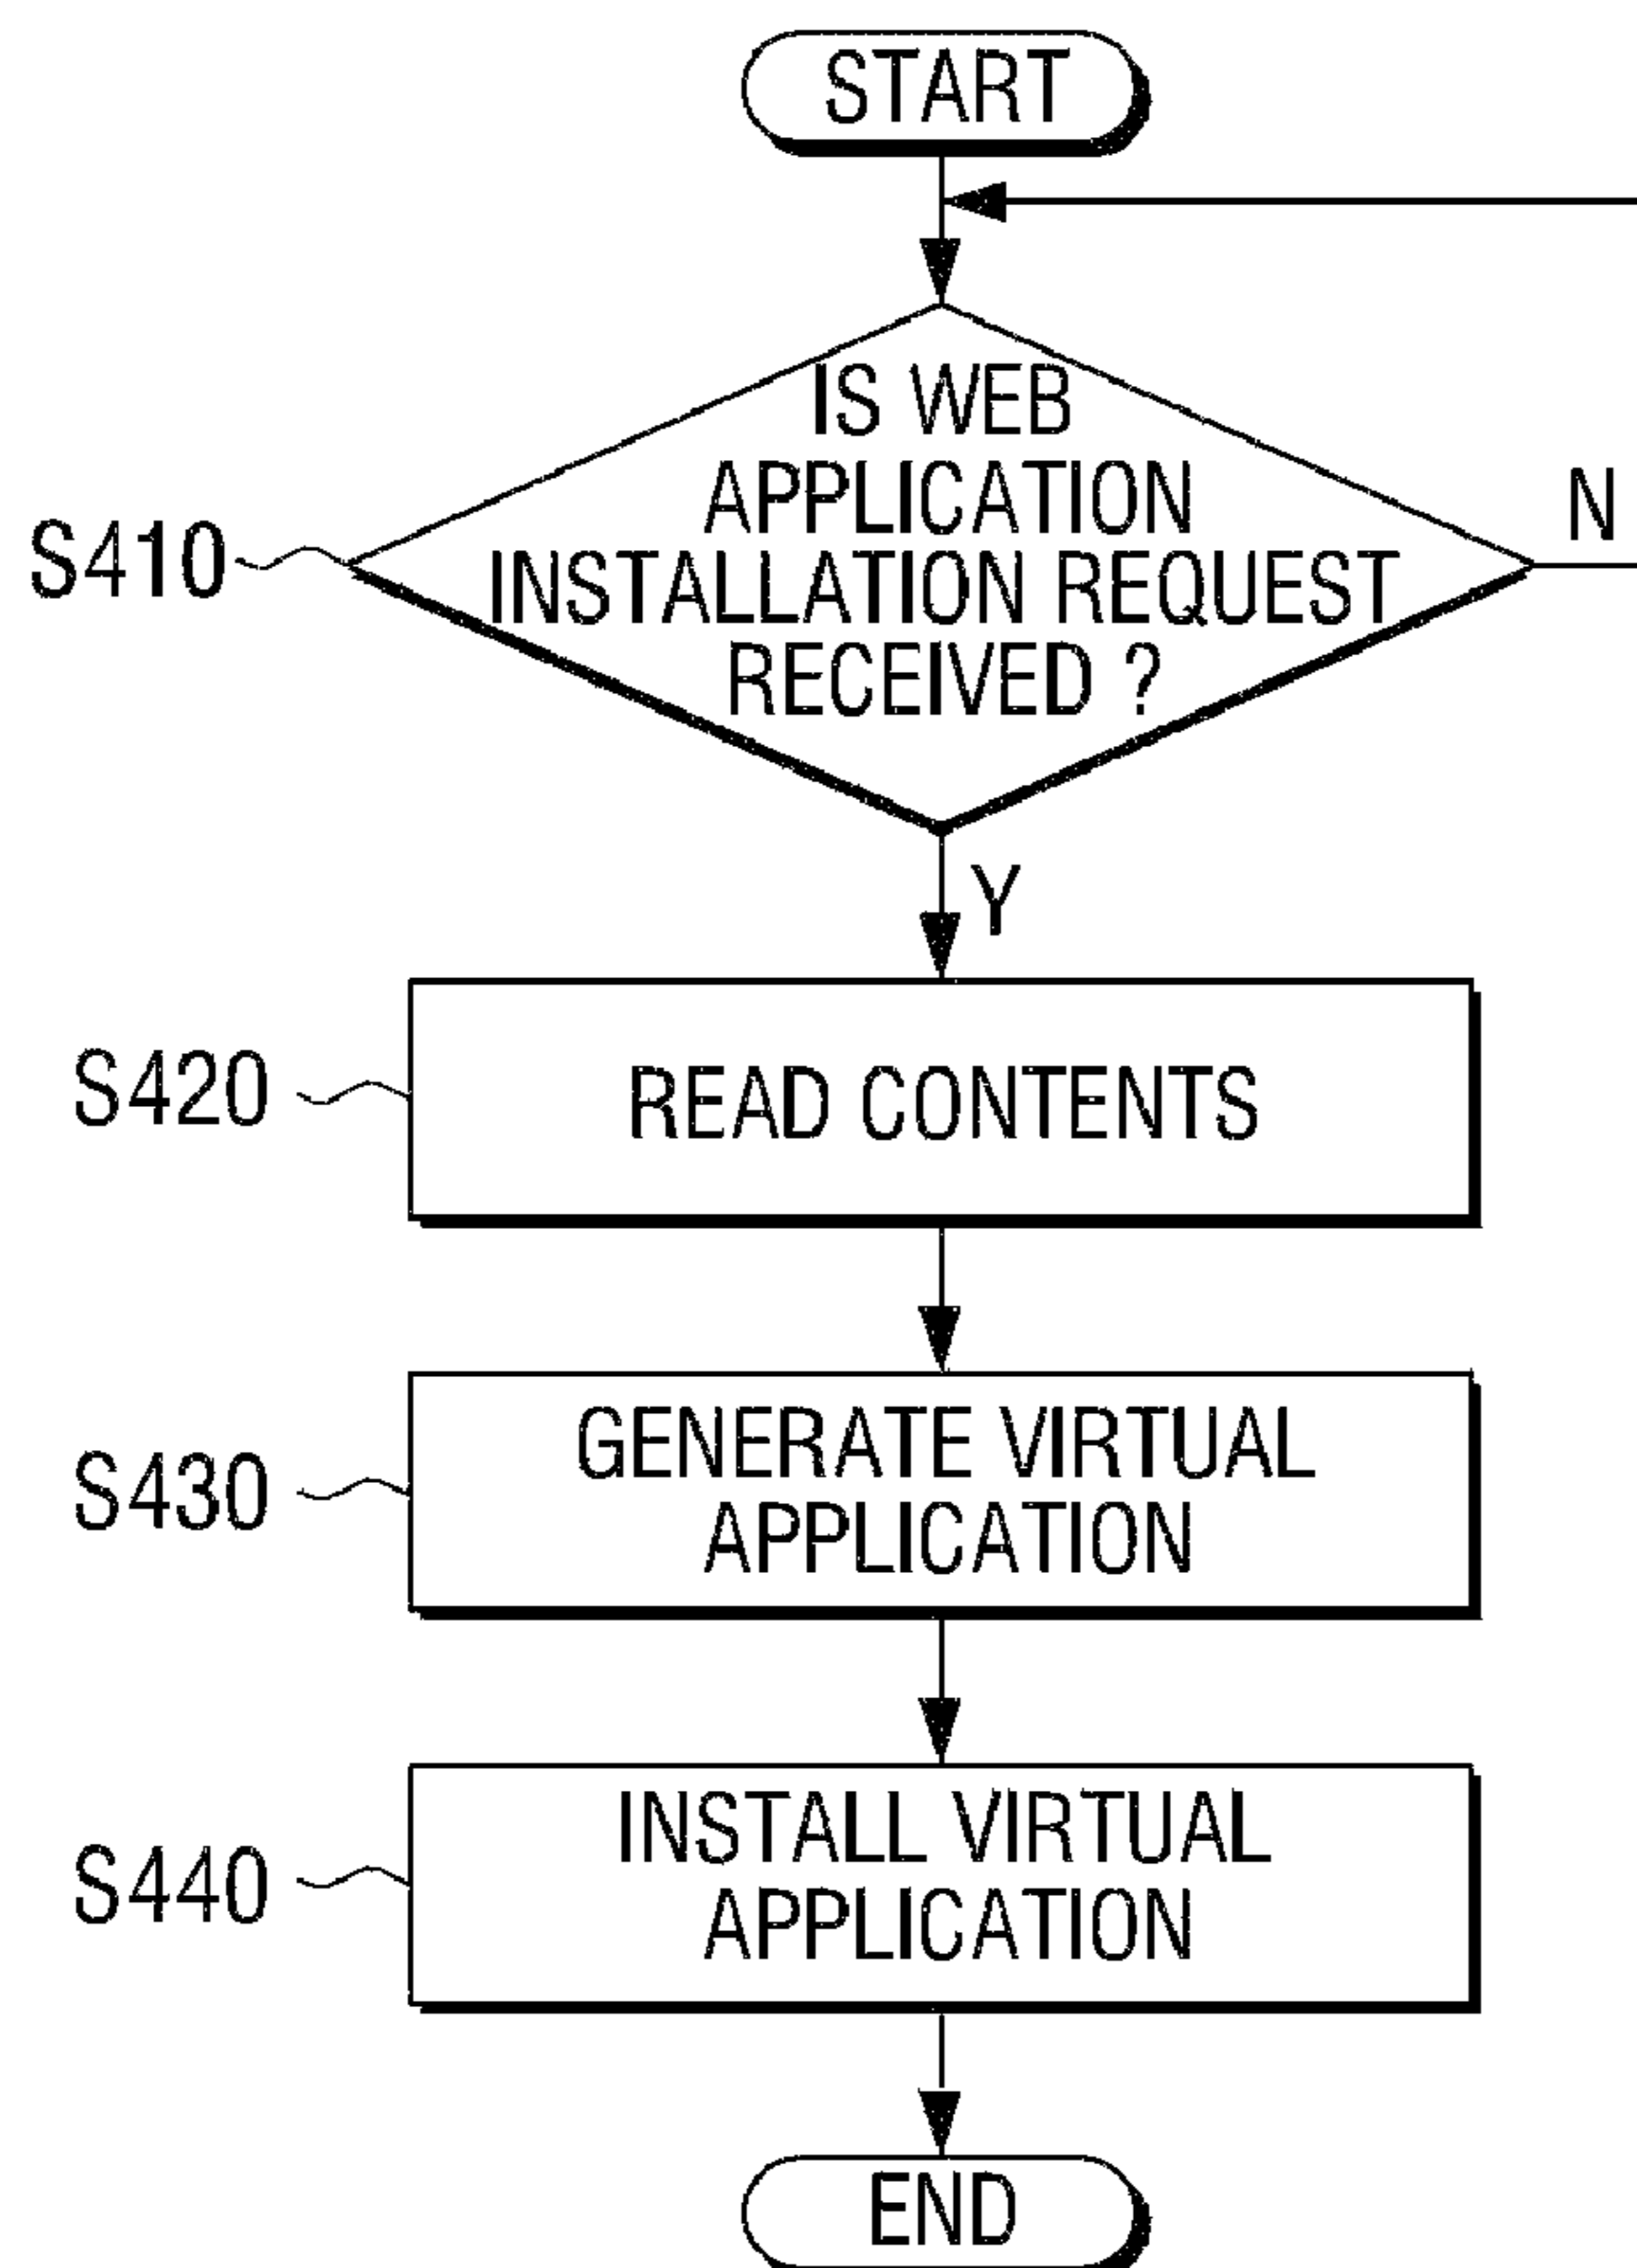 START
IS WEB
APPLICATION
INSTALLATION REQUEST
RECEIVED ?
N
S410
Y
S420
READ CONTENTS
S430
GENERATE VIRTUAL
APPLICATION
S440
INSTALL VIRTUAL
APPLICATION
END